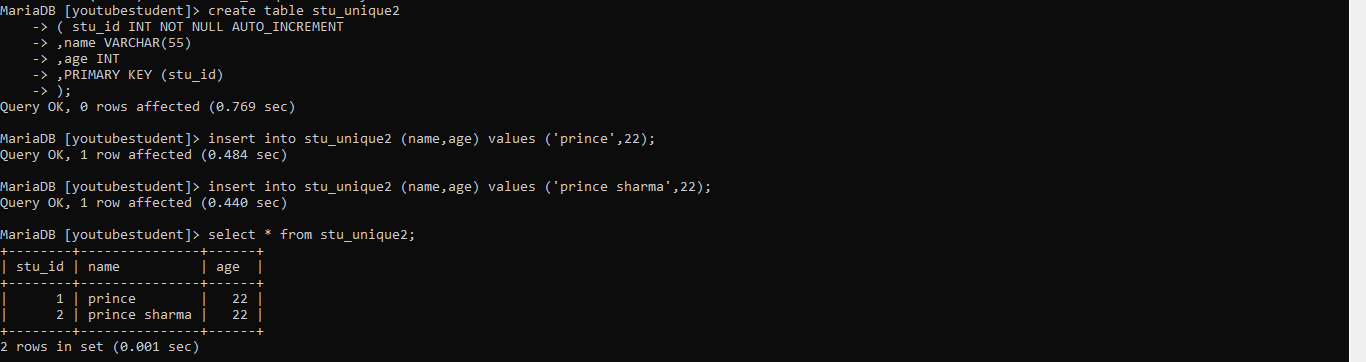 MariaDB [youtubestudent]> create table stu_unique2
    -> ( stu_id INT NOT NULL AUTO_INCREMENT
    -> ,name VARCHAR(55)
    -> ,age INT
    -> ,PRIMARY KEY (stu_id)
    -> );
Query OK, 0 rows affected (0.769 sec)

MariaDB [youtubestudent]> insert into stu_unique2 (name,age) values ('prince',22);
Query OK, 1 row affected (0.484 sec)

MariaDB [youtubestudent]> insert into stu_unique2 (name,age) values ('prince sharma',22);
Query OK, 1 row affected (0.440 sec)

MariaDB [youtubestudent]> select * from stu_unique2;
+--------+---------------+------+
| stu_id | name          | age  |
+--------+---------------+------+
|      1 | prince        |   22 |
|      2 | prince sharma |   22 |
+--------+---------------+------+
2 rows in set (0.001 sec)